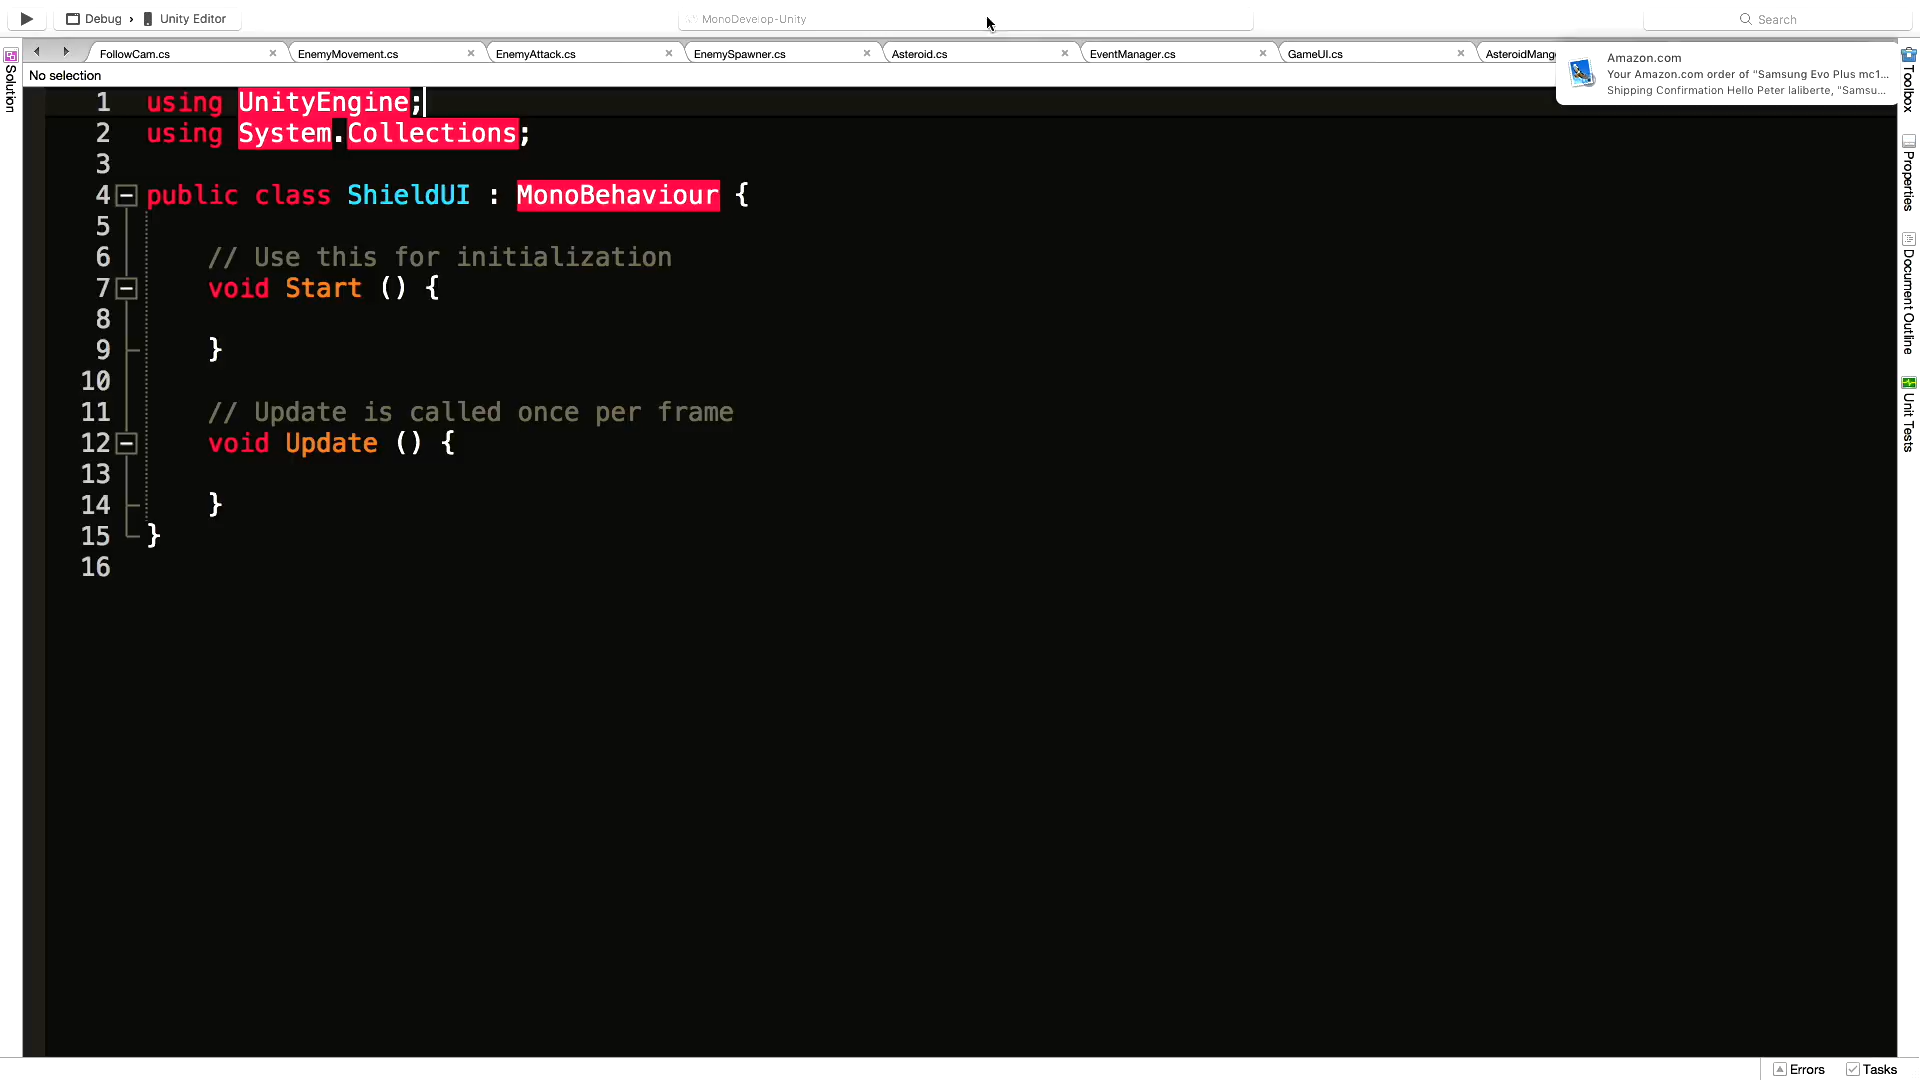 Debug › Unity Editor
MonoDevelop-Unity
Search
FollowCam.cs
EnemyMovement.cs
EnemyAttack.cs
EnemySpawner.cs
Asteroid.cs
EventManager.cs
GameUI.cs
Amazon.com
Your Amazon.com order of "Samsung Evo Plus mc1...
Shipping Confirmation Hello Peter laliberte, "Samsu...
No selection
Solution
Toolbox
Properties
Document Outline
Unit Tests
1 using UnityEngine;
2 using System.Collections;
3
4 public class ShieldUI : MonoBehaviour {
5
6 // Use this for initialization
7 void Start () {
8
9 }
10
11 // Update is called once per frame
12 void Update () {
13
14 }
15 }
16
Errors
Tasks